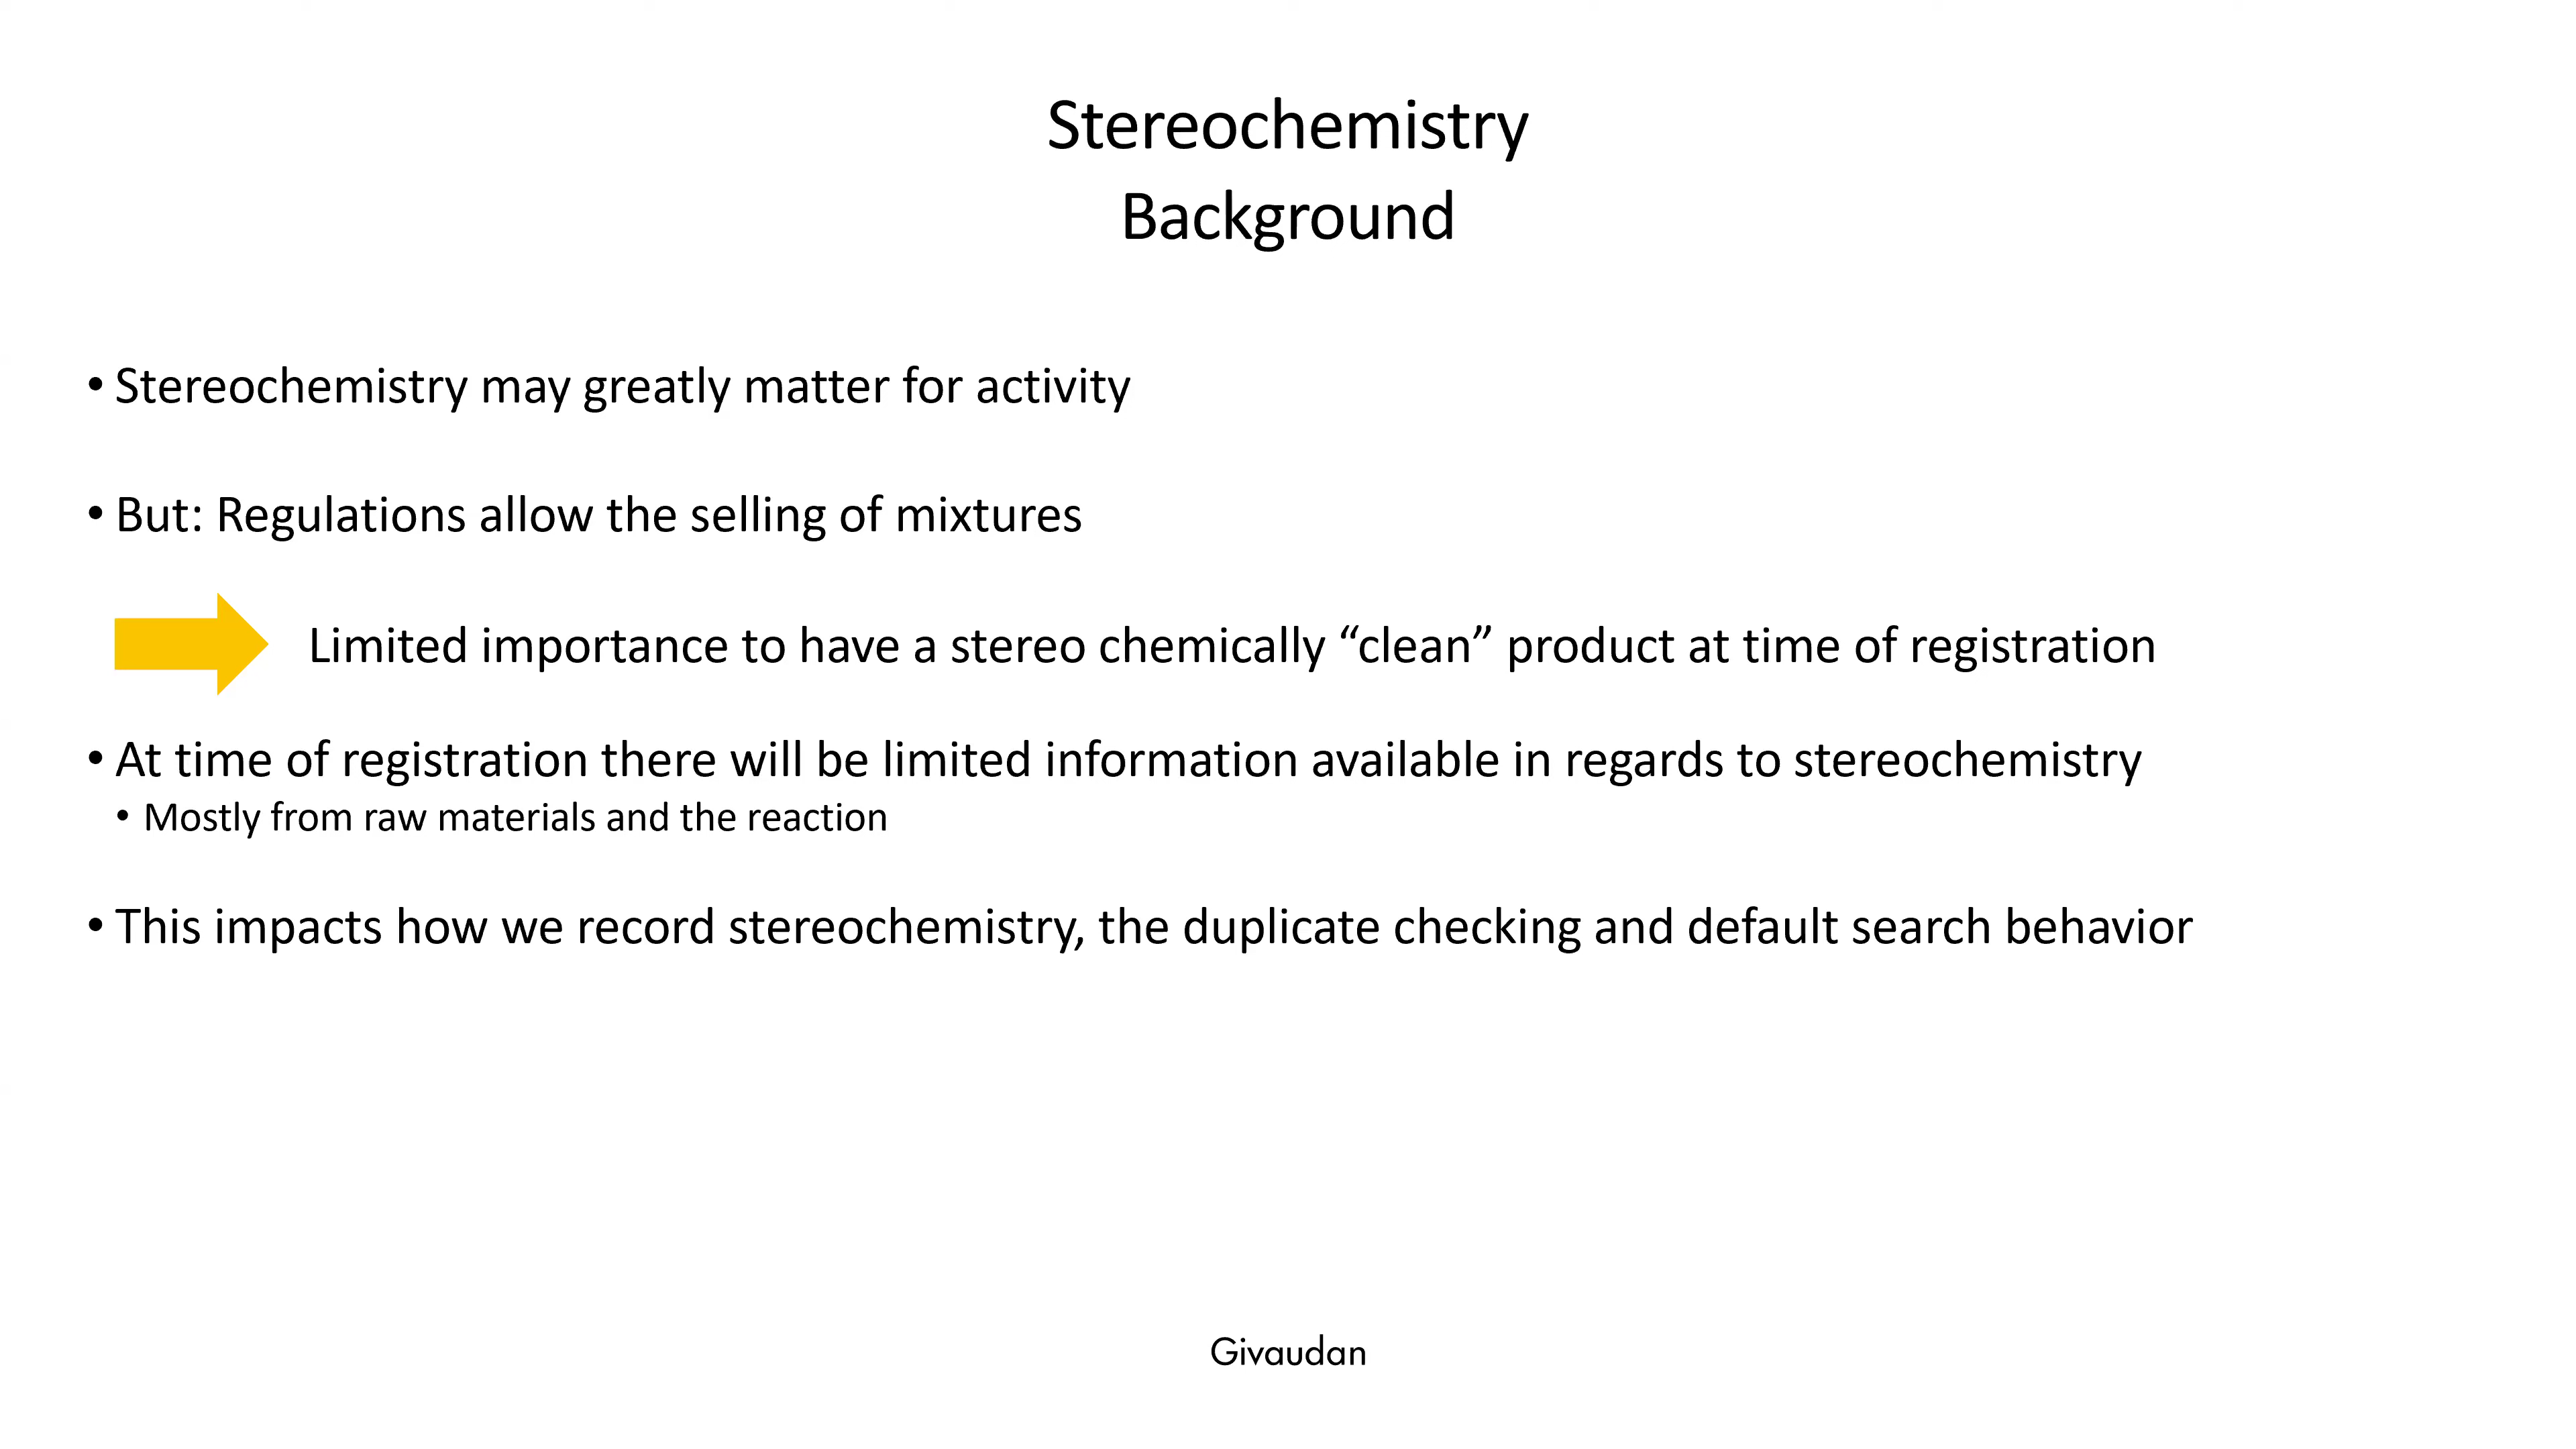 Stereochemistry
Background
• Stereochemistry may greatly matter for activity
• But: Regulations allow the selling of mixtures
Limited importance to have a stereo chemically “clean” product at time of registration
• At time of registration there will be limited information available in regards to stereochemistry
• Mostly from raw materials and the reaction
• This impacts how we record stereochemistry, the duplicate checking and default search behavior
Givaudan